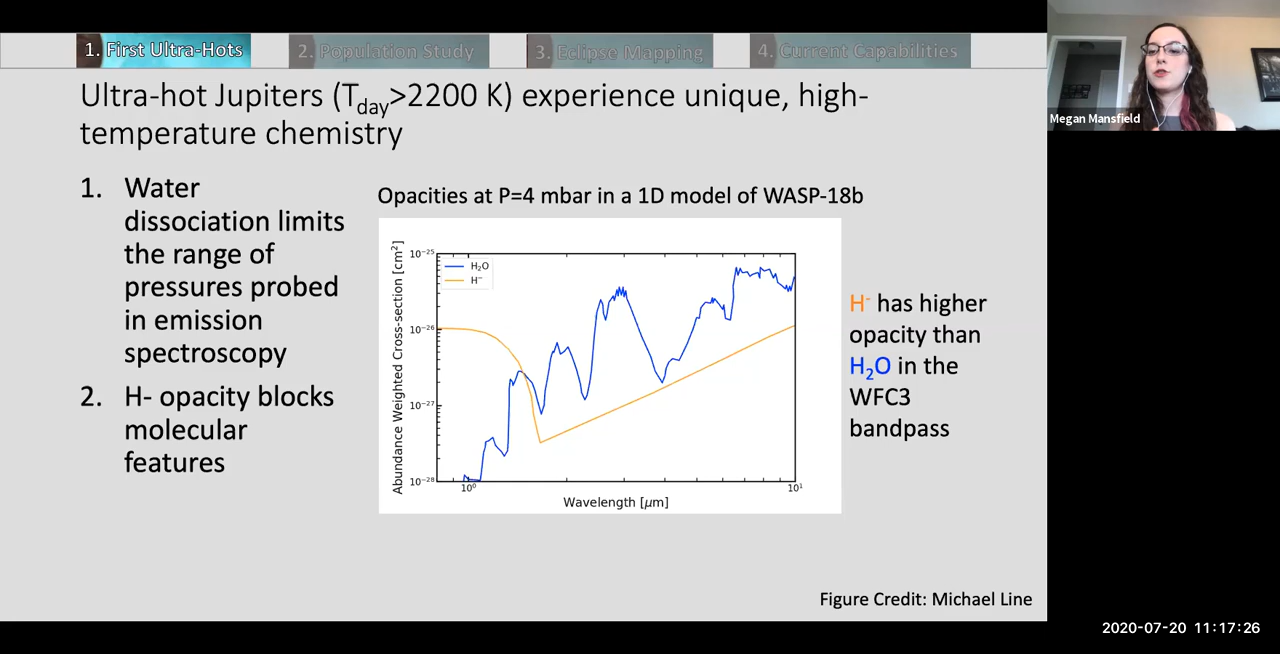 1. First Ultra-Hots
2. Population Study
3. Eclipse Mapping
4. Current Capabilities
Ultra-hot Jupiters (Tday>2200 K) experience unique, high-
temperature chemistry
1. Water
dissociation limits
the range of
pressures probed
in emission
spectroscopy
2. H- opacity blocks
molecular
features
Opacities at P=4 mbar in a 1D model of WASP-18b
Abundance Weighted Cross-section [cm²]
10⁻²⁵
10⁻²⁶
10⁻²⁷
10⁻²⁸
H₂O
H⁻
10⁰
10¹
Wavelength [μm]
H⁻ has higher
opacity than
H₂O in the
WFC3
bandpass
Figure Credit: Michael Line
Megan Mansfield
2020-07-20 11:17:26